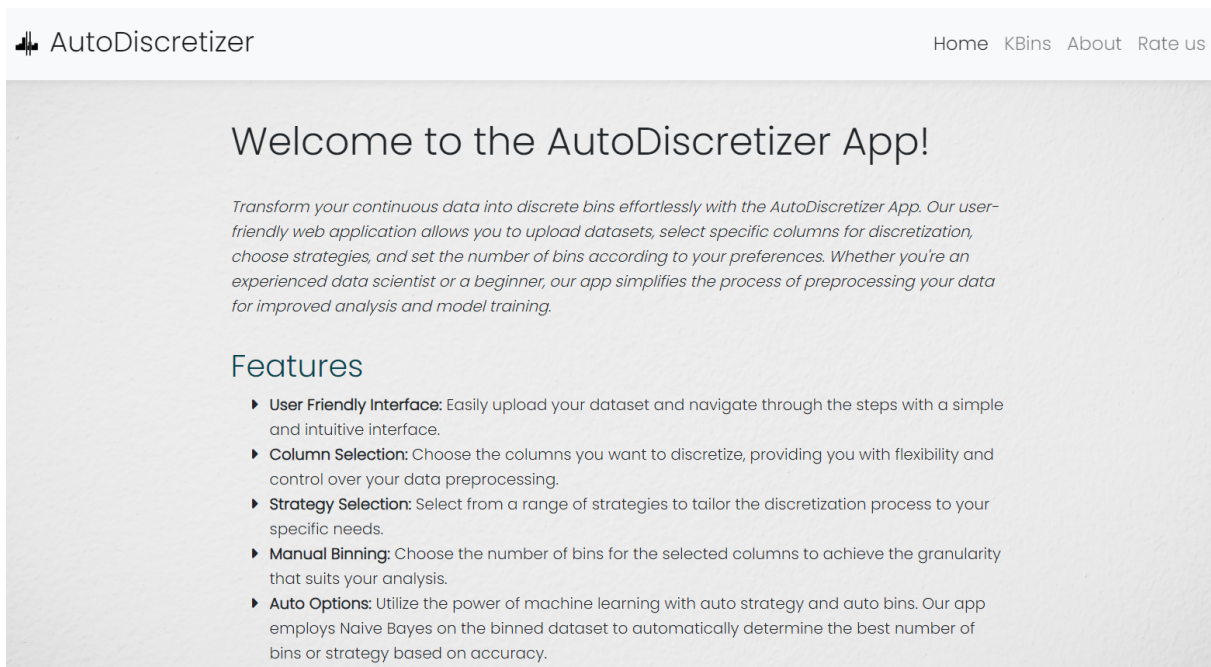 AutoDiscretizer
Home KBins About Rate us
Welcome to the AutoDiscretizer App!
Transform your continuous data into discrete bins effortlessly with the AutoDiscretizer App. Our user-
friendly web application allows you to upload datasets, select specific columns for discretization,
choose strategies, and set the number of bins according to your preferences. Whether you're an
experienced data scientist or a beginner, our app simplifies the process of preprocessing your data
for improved analysis and model training.
Features
User Friendly Interface: Easily upload your dataset and navigate through the steps with a simple
and intuitive interface.
Column Selection: Choose the columns you want to discretize, providing you with flexibility and
control over your data preprocessing.
Strategy Selection: Select from a range of strategies to tailor the discretization process to your
specific needs.
Manual Binning: Choose the number of bins for the selected columns to achieve the granularity
that suits your analysis.
Auto Options: Utilize the power of machine learning with auto strategy and auto bins. Our app
employs Naive Bayes on the binned dataset to automatically determine the best number of
bins or strategy based on accuracy.